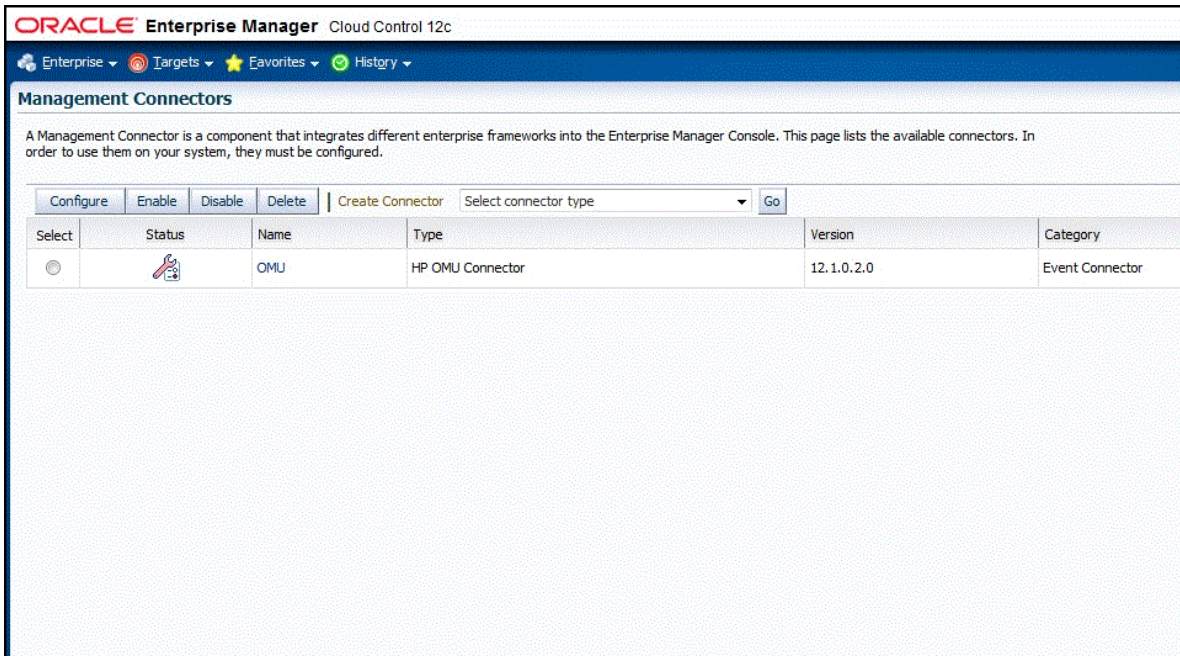 ORACLE Enterprise Manager Cloud Control 12c
Enterprise Targets Favorites History
Management Connectors
A Management Connector is a component that integrates different enterprise frameworks into the Enterprise Manager Console. This page lists the available connectors. In
order to use them on your system, they must be configured.
Configure Enable Disable Delete Create Connector Select connector type Go
Select Status Name Type Version Category
OMU HP OMU Connector 12.1.0.2.0 Event Connector